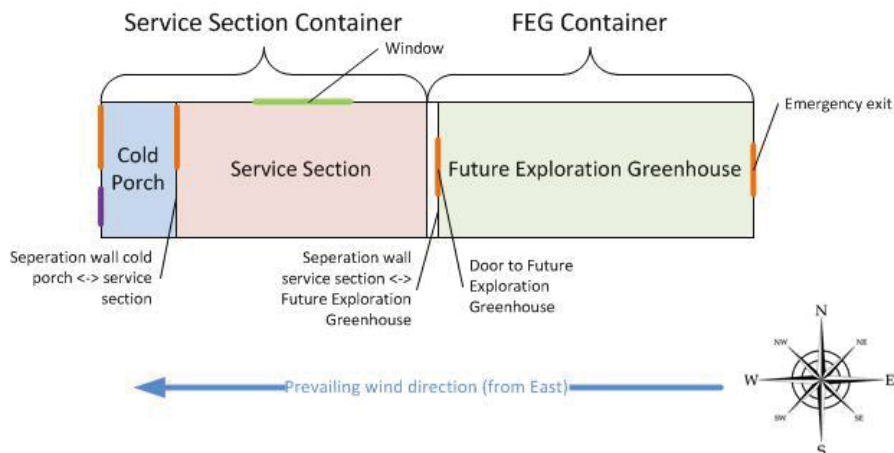 Service Section Container
FEG Container
Window
Emergency exit
Cold
Porch
Service Section
Future Exploration Greenhouse
Seperation wall cold
porch <-> service
section
Seperation wall
service section <->
Future Exploration
Greenhouse
Door to Future
Exploration
Greenhouse
N
NW
NE
W
E
SW
SE
S
Prevailing wind direction (from East)